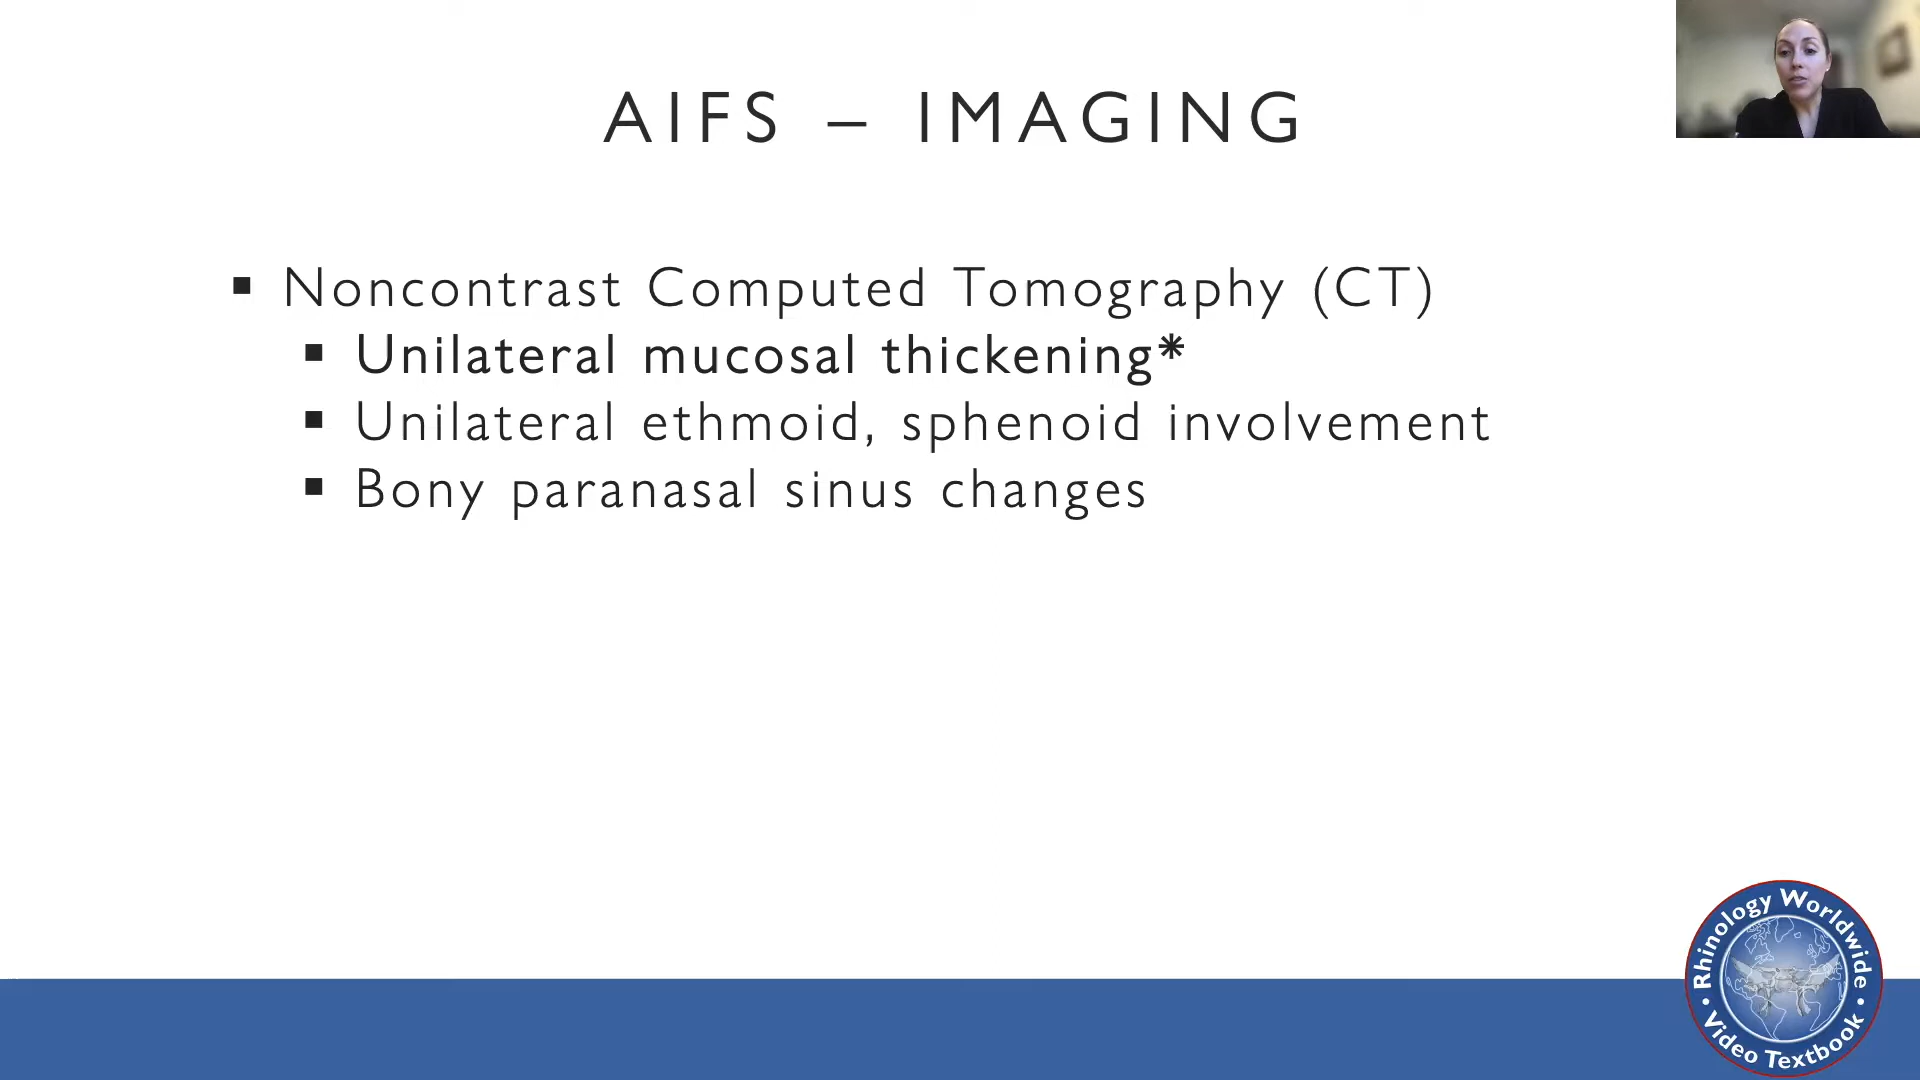 AIFS – IMAGING
▪ Noncontrast Computed Tomography (CT)
▪ Unilateral mucosal thickening*
▪ Unilateral ethmoid, sphenoid involvement
▪ Bony paranasal sinus changes
Rhinology Worldwide
• Video Textbook •